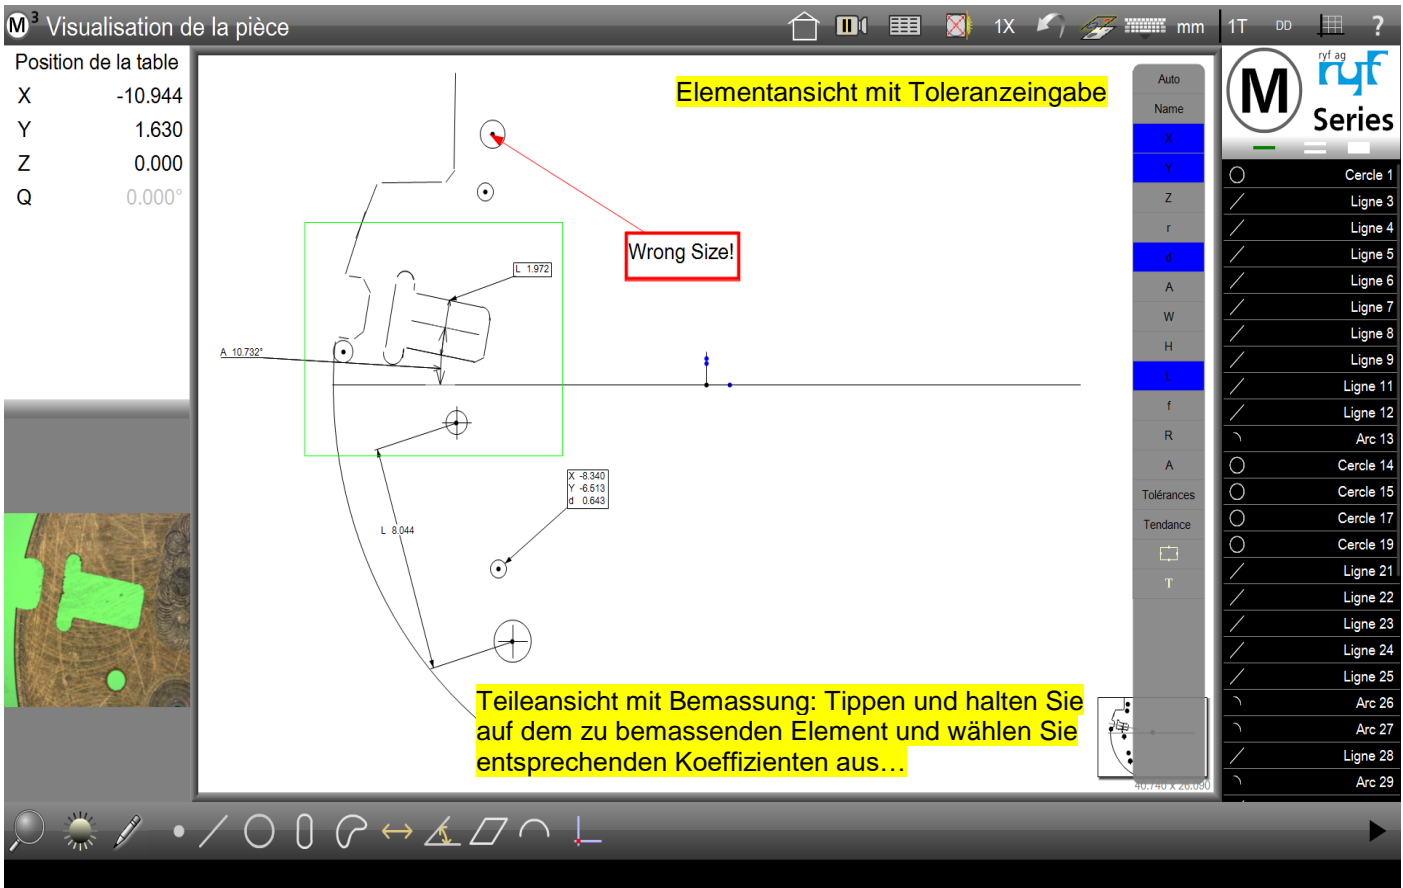 M³ Visualisation de la pièce
1X
mm
1T
DD
?
Position de la table
X -10.944
Y 1.630
Z 0.000
Q 0.000°
Elementansicht mit Toleranzeingabe
Wrong Size!
L 1.972
A 10.732°
X -8.340
Y -6.513
d 0.643
L 8.044
Teileansicht mit Bemassung: Tippen und halten Sie
auf dem zu bemassenden Element und wählen Sie
entsprechenden Koeffizienten aus…
Auto
Name
X
Y
Z
r
d
A
W
H
L
f
R
A
Tolérances
Tendance
T
40.740 x 26.090
M
ryf ag
ryf
Series
Cercle 1
Ligne 3
Ligne 4
Ligne 5
Ligne 6
Ligne 7
Ligne 8
Ligne 9
Ligne 11
Ligne 12
Arc 13
Cercle 14
Cercle 15
Cercle 17
Cercle 19
Ligne 21
Ligne 22
Ligne 23
Ligne 24
Ligne 25
Arc 26
Arc 27
Ligne 28
Arc 29